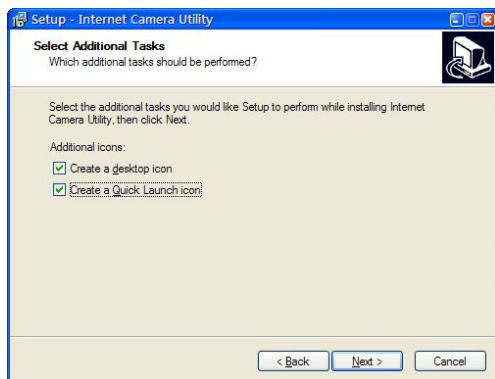 Setup - Internet Camera Utility
Select Additional Tasks
Which additional tasks should be performed?
Select the additional tasks you would like Setup to perform while installing Internet
Camera Utility, then click Next.
Additional icons:
Create a desktop icon
Create a Quick Launch icon
< Back Next > Cancel